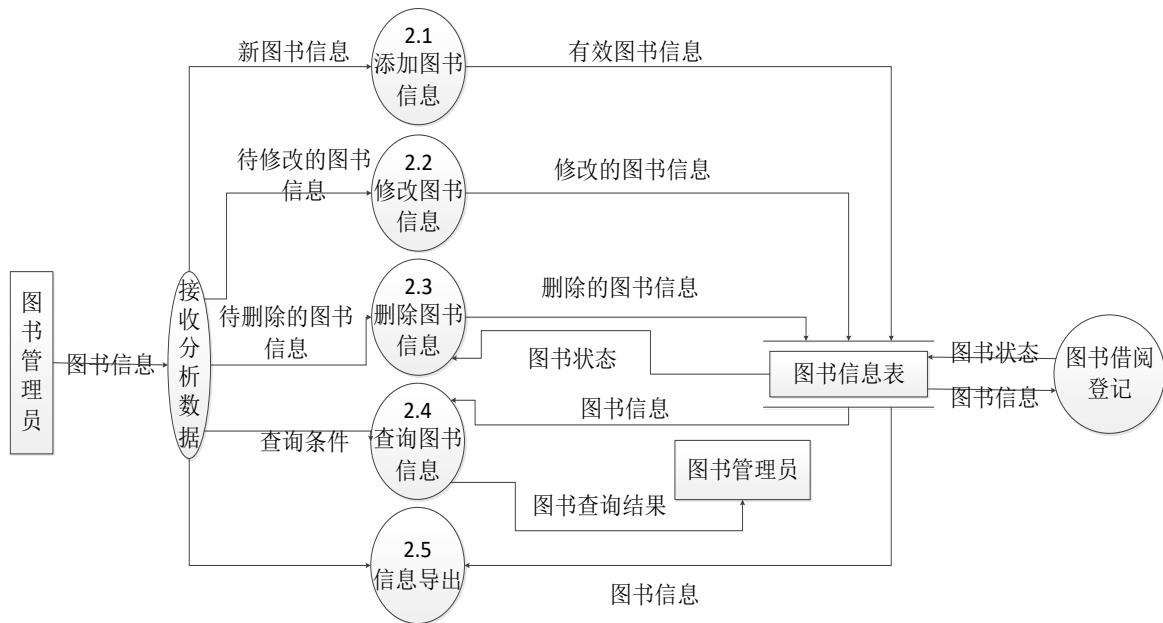 新图书信息
2.1
添加图书
信息
有效图书信息
待修改的图书
信息
2.2
修改图书
信息
修改的图书信息
图
书
管
理
员
图书信息
接
收
分
析
数
据
待删除的图书
信息
2.3
删除图书
信息
删除的图书信息
图书状态
图书信息表
图书状态
图书信息
图书借阅
登记
查询条件
2.4
查询图书
信息
图书信息
图书查询结果
图书管理员
2.5
信息导出
图书信息